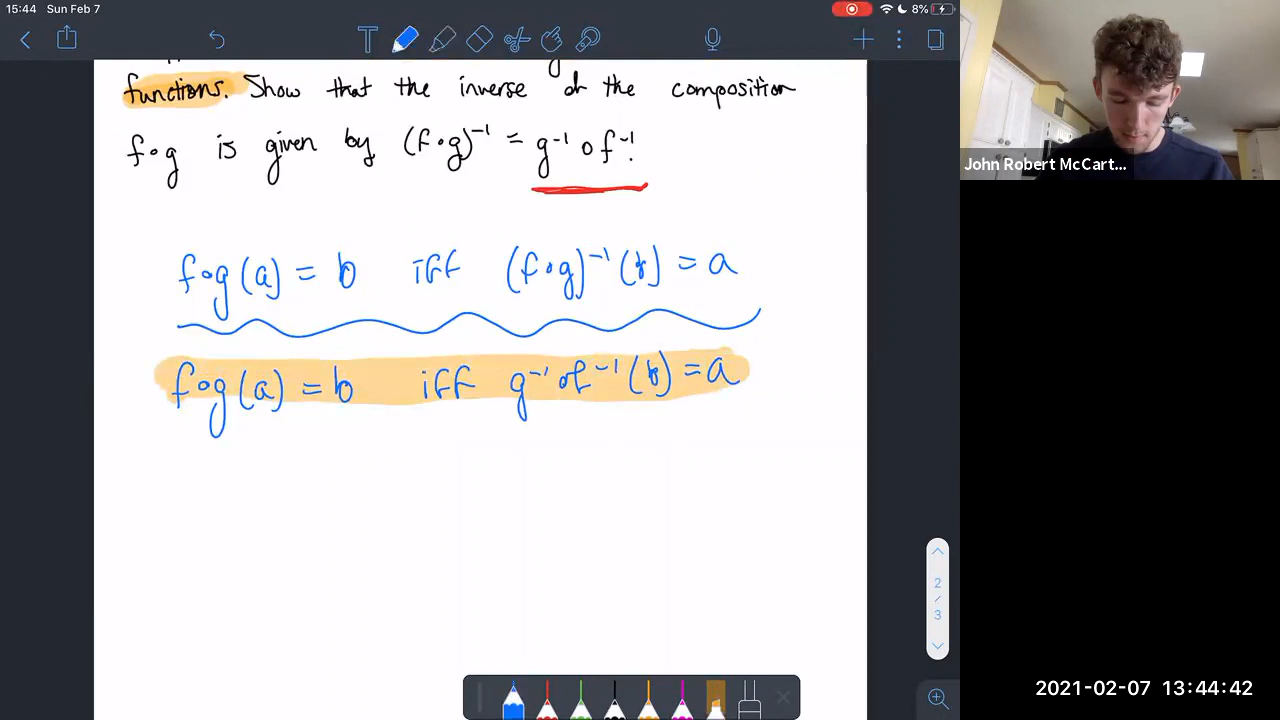 15:44 Sun Feb 7 8%
functions. Show that the inverse of the composition
f∘g is given by (f∘g)⁻¹ = g⁻¹ ∘ f⁻¹.
f∘g(a) = b iff (f∘g)⁻¹(b) = a
f∘g(a) = b iff g⁻¹∘f⁻¹(b) = a
2
/
3
John Robert McCart...
2021-02-07 13:44:42